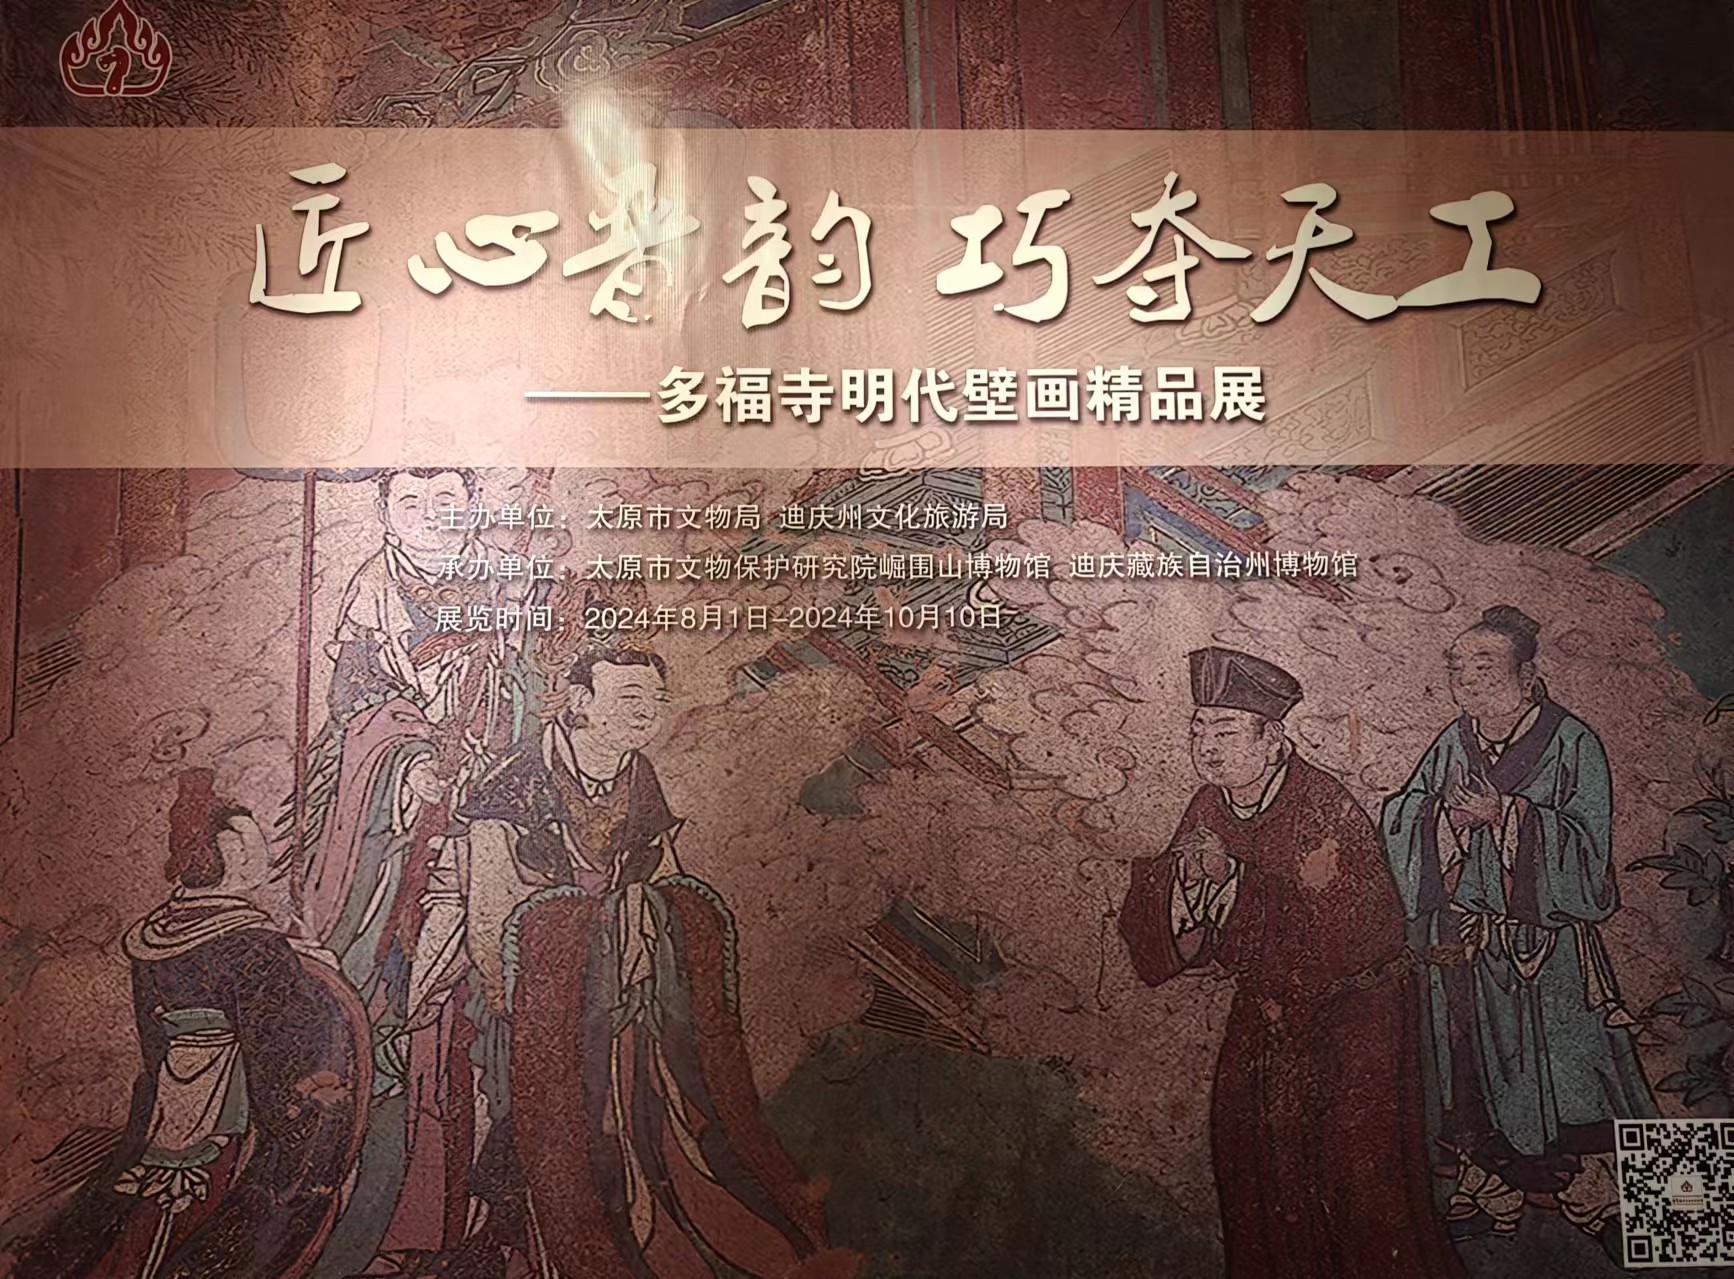 匠心晋韵 巧夺天工
——多福寺明代壁画精品展
主办单位：太原市文物局 迪庆州文化旅游局
承办单位：太原市文物保护研究院崛围山博物馆 迪庆藏族自治州博物馆
展览时间：2024年8月1日-2024年10月10日